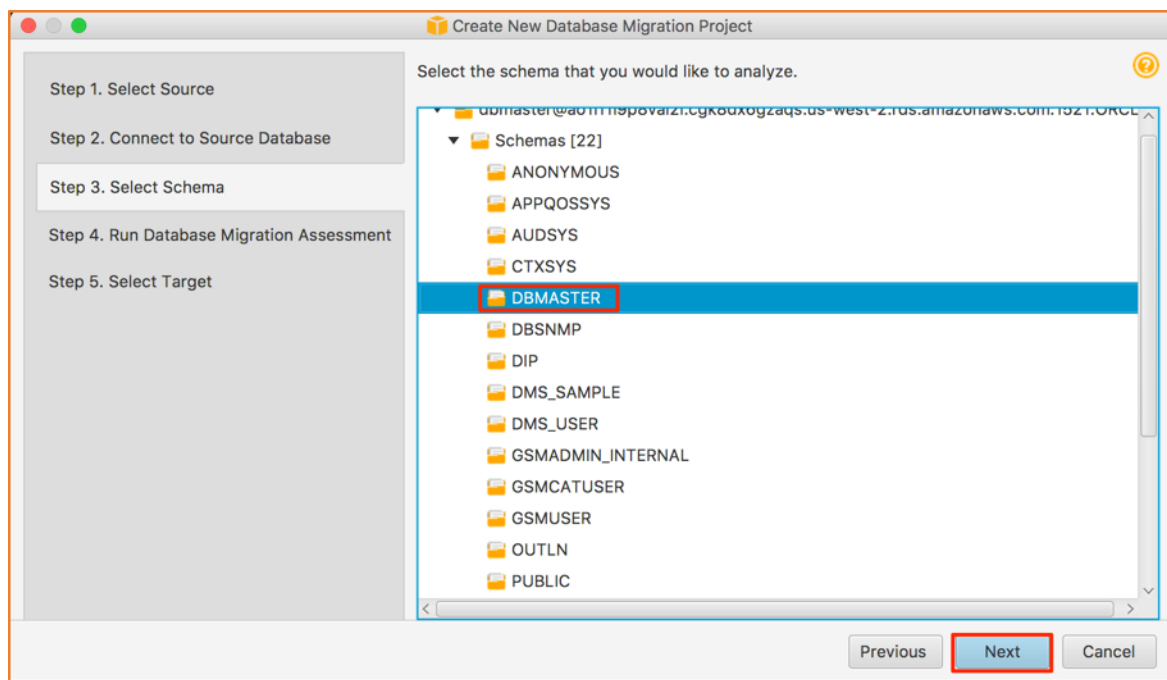 Create New Database Migration Project
Step 1. Select Source
Step 2. Connect to Source Database
Step 3. Select Schema
Step 4. Run Database Migration Assessment
Step 5. Select Target
Select the schema that you would like to analyze.
Schemas [22]
ANONYMOUS
APPQOSSYS
AUDSYS
CTXSYS
DBMASTER
DBSNMP
DIP
DMS_SAMPLE
DMS_USER
GSMADMIN_INTERNAL
GSMCATUSER
GSMUSER
OUTLN
PUBLIC
Previous
Next
Cancel